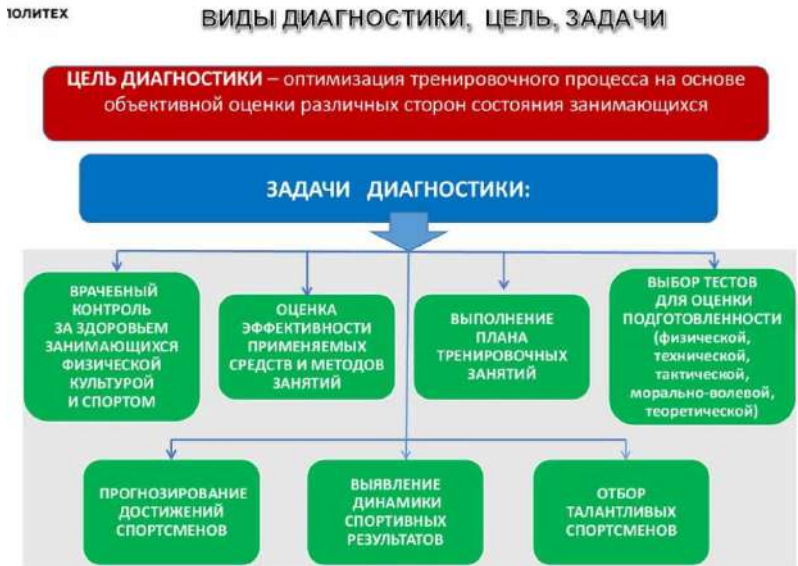 ПОЛИТЕХ
ВИДЫ ДИАГНОСТИКИ, ЦЕЛЬ, ЗАДАЧИ
ЦЕЛЬ ДИАГНОСТИКИ – оптимизация тренировочного процесса на основе
объективной оценки различных сторон состояния занимающихся
ЗАДАЧИ ДИАГНОСТИКИ:
ВРАЧЕБНЫЙ
КОНТРОЛЬ
ЗА ЗДОРОВЬЕМ
ЗАНИМАЮЩИХСЯ
ФИЗИЧЕСКОЙ
КУЛЬТУРОЙ
И СПОРТОМ
ОЦЕНКА
ЭФФЕКТИВНОСТИ
ПРИМЕНЯЕМЫХ
СРЕДСТВ И МЕТОДОВ
ЗАНЯТИЙ
ВЫПОЛНЕНИЕ
ПЛАНА
ТРЕНИРОВОЧНЫХ
ЗАНЯТИЙ
ВЫБОР ТЕСТОВ
ДЛЯ ОЦЕНКИ
ПОДГОТОВЛЕННОСТИ
(физической,
технической,
тактической,
морально-волевой,
теоретической)
ПРОГНОЗИРОВАНИЕ
ДОСТИЖЕНИЙ
СПОРТСМЕНОВ
ВЫЯВЛЕНИЕ
ДИНАМИКИ
СПОРТИВНЫХ
РЕЗУЛЬТАТОВ
ОТБОР
ТАЛАНТЛИВЫХ
СПОРТСМЕНОВ